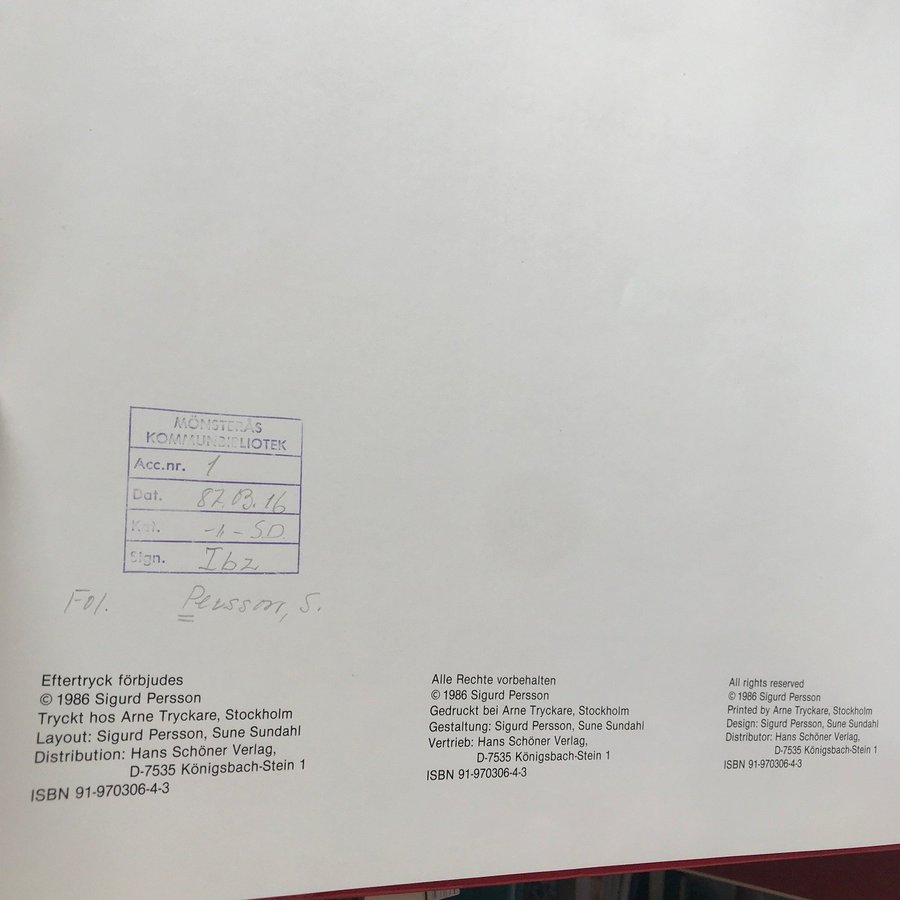 MÖNSTERÅS
KOMMUNBIBLIOTEK
Acc.nr. 1
Dat. 87.03.16
Kat. -11- S.D.
Sign. Ibz
Fol. Persson, S.
Eftertryck förbjudes
© 1986 Sigurd Persson
Tryckt hos Arne Tryckare, Stockholm
Layout: Sigurd Persson, Sune Sundahl
Distribution: Hans Schöner Verlag,
D-7535 Königsbach-Stein 1
ISBN 91-970306-4-3
Alle Rechte vorbehalten
© 1986 Sigurd Persson
Gedruckt bei Arne Tryckare, Stockholm
Gestaltung: Sigurd Persson, Sune Sundahl
Vertrieb: Hans Schöner Verlag,
D-7535 Königsbach-Stein 1
ISBN 91-970306-4-3
All rights reserved
© 1986 Sigurd Persson
Printed by Arne Tryckare, Stockholm
Design: Sigurd Persson, Sune Sundahl
Distributor: Hans Schöner Verlag,
D-7535 Königsbach-Stein 1
ISBN 91-970306-4-3